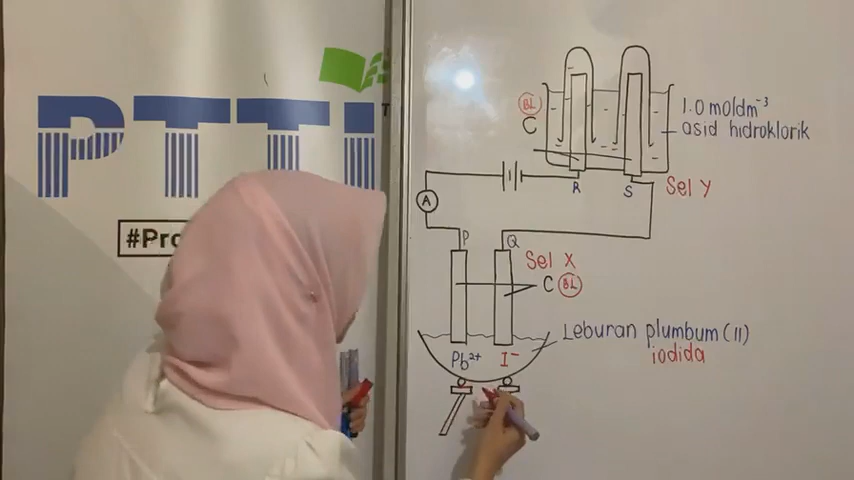 PTTI
#Pro
BL
C
1.0 moldm⁻³
asid hidroklorik
R
S
Sel Y
A
P
Q
Sel X
C
BL
Leburan plumbum (II)
iodida
Pb²⁺
I⁻